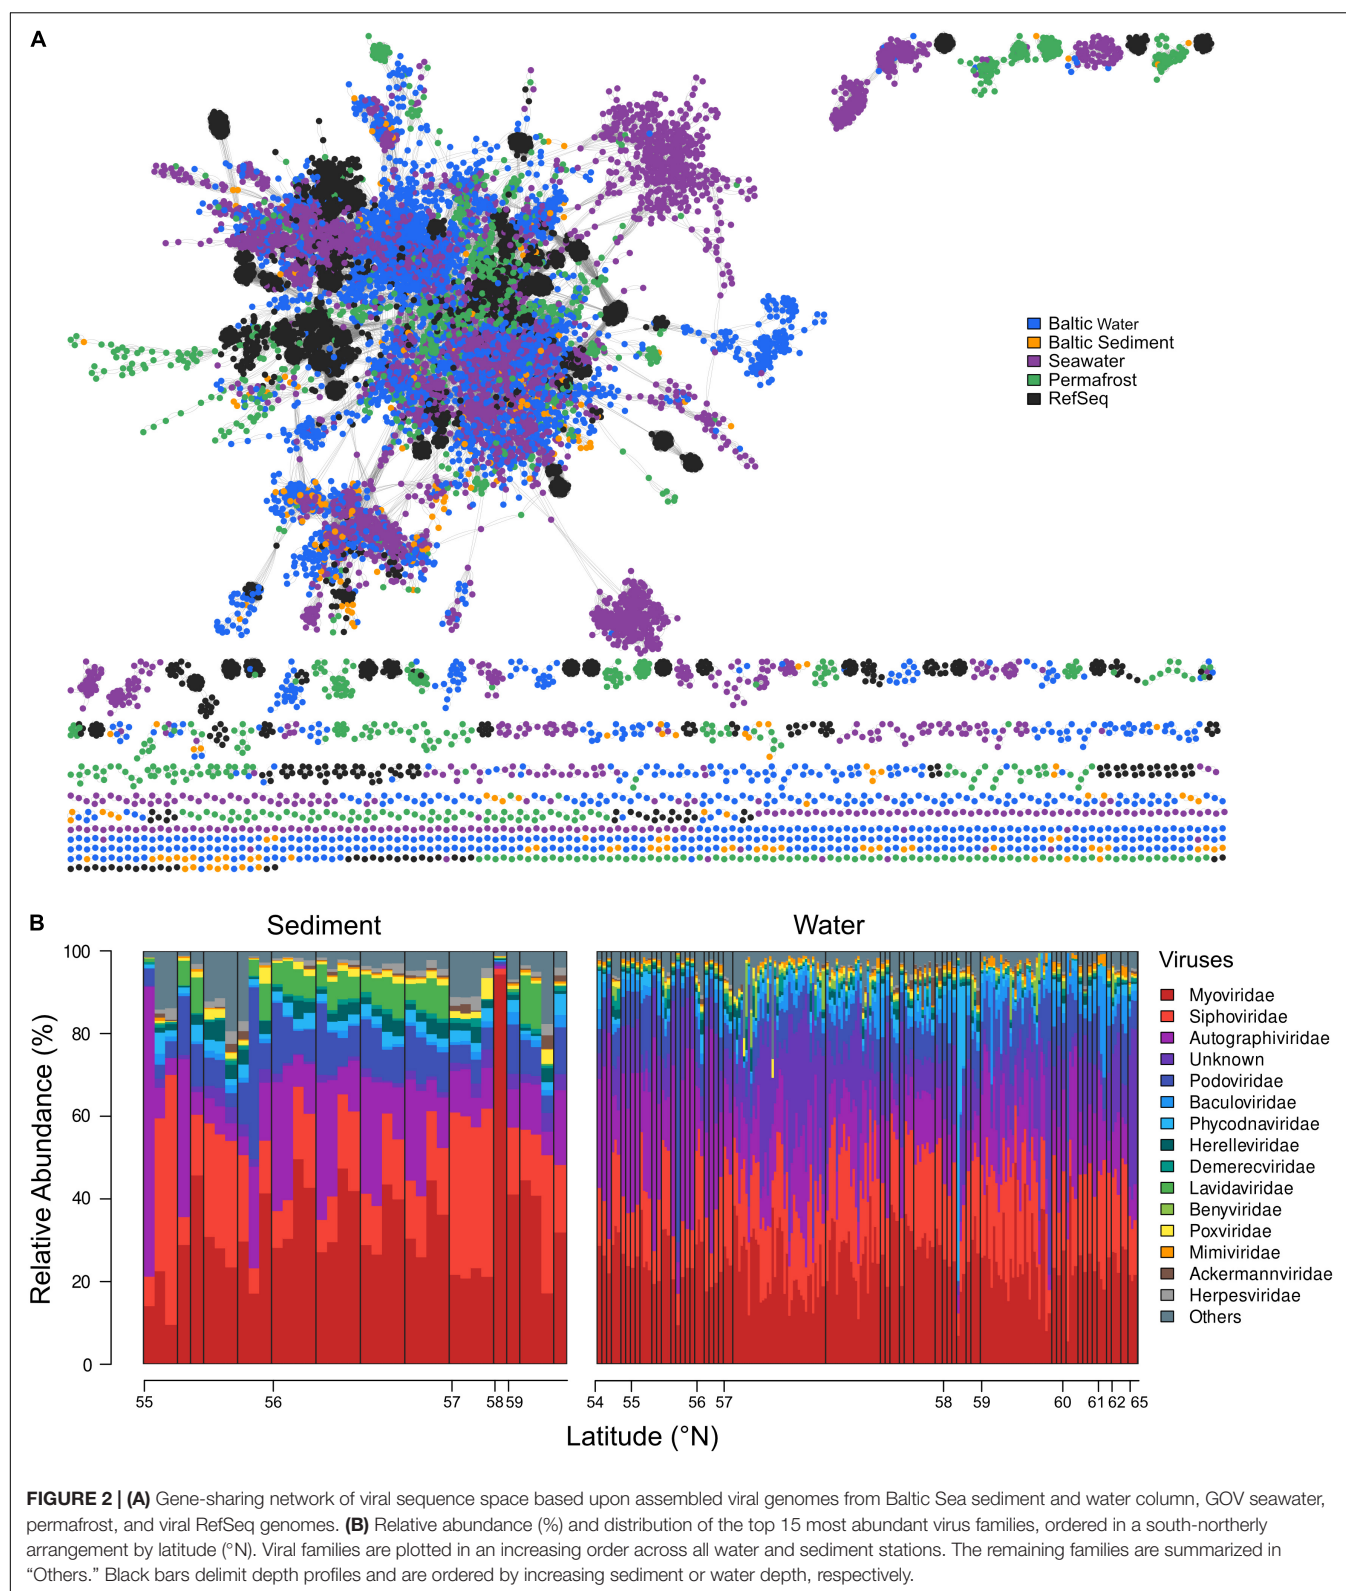 A
Baltic Water
Baltic Sediment
Seawater
Permafrost
RefSeq
B
Sediment
Water
Relative Abundance (%)
100
80
60
40
20
0
55
56
57
58
59
54
55
56
57
58
59
60
61
62
65
Latitude (°N)
Viruses
Myoviridae
Siphoviridae
Autographiviridae
Unknown
Podoviridae
Baculoviridae
Phycodnaviridae
Herelleviridae
Demerecviridae
Lavidaviridae
Benyviridae
Poxviridae
Mimiviridae
Ackermannviridae
Herpesviridae
Others
FIGURE 2 | (A) Gene-sharing network of viral sequence space based upon assembled viral genomes from Baltic Sea sediment and water column, GOV seawater,
permafrost, and viral RefSeq genomes. (B) Relative abundance (%) and distribution of the top 15 most abundant virus families, ordered in a south-northerly
arrangement by latitude (°N). Viral families are plotted in an increasing order across all water and sediment stations. The remaining families are summarized in
“Others.” Black bars delimit depth profiles and are ordered by increasing sediment or water depth, respectively.